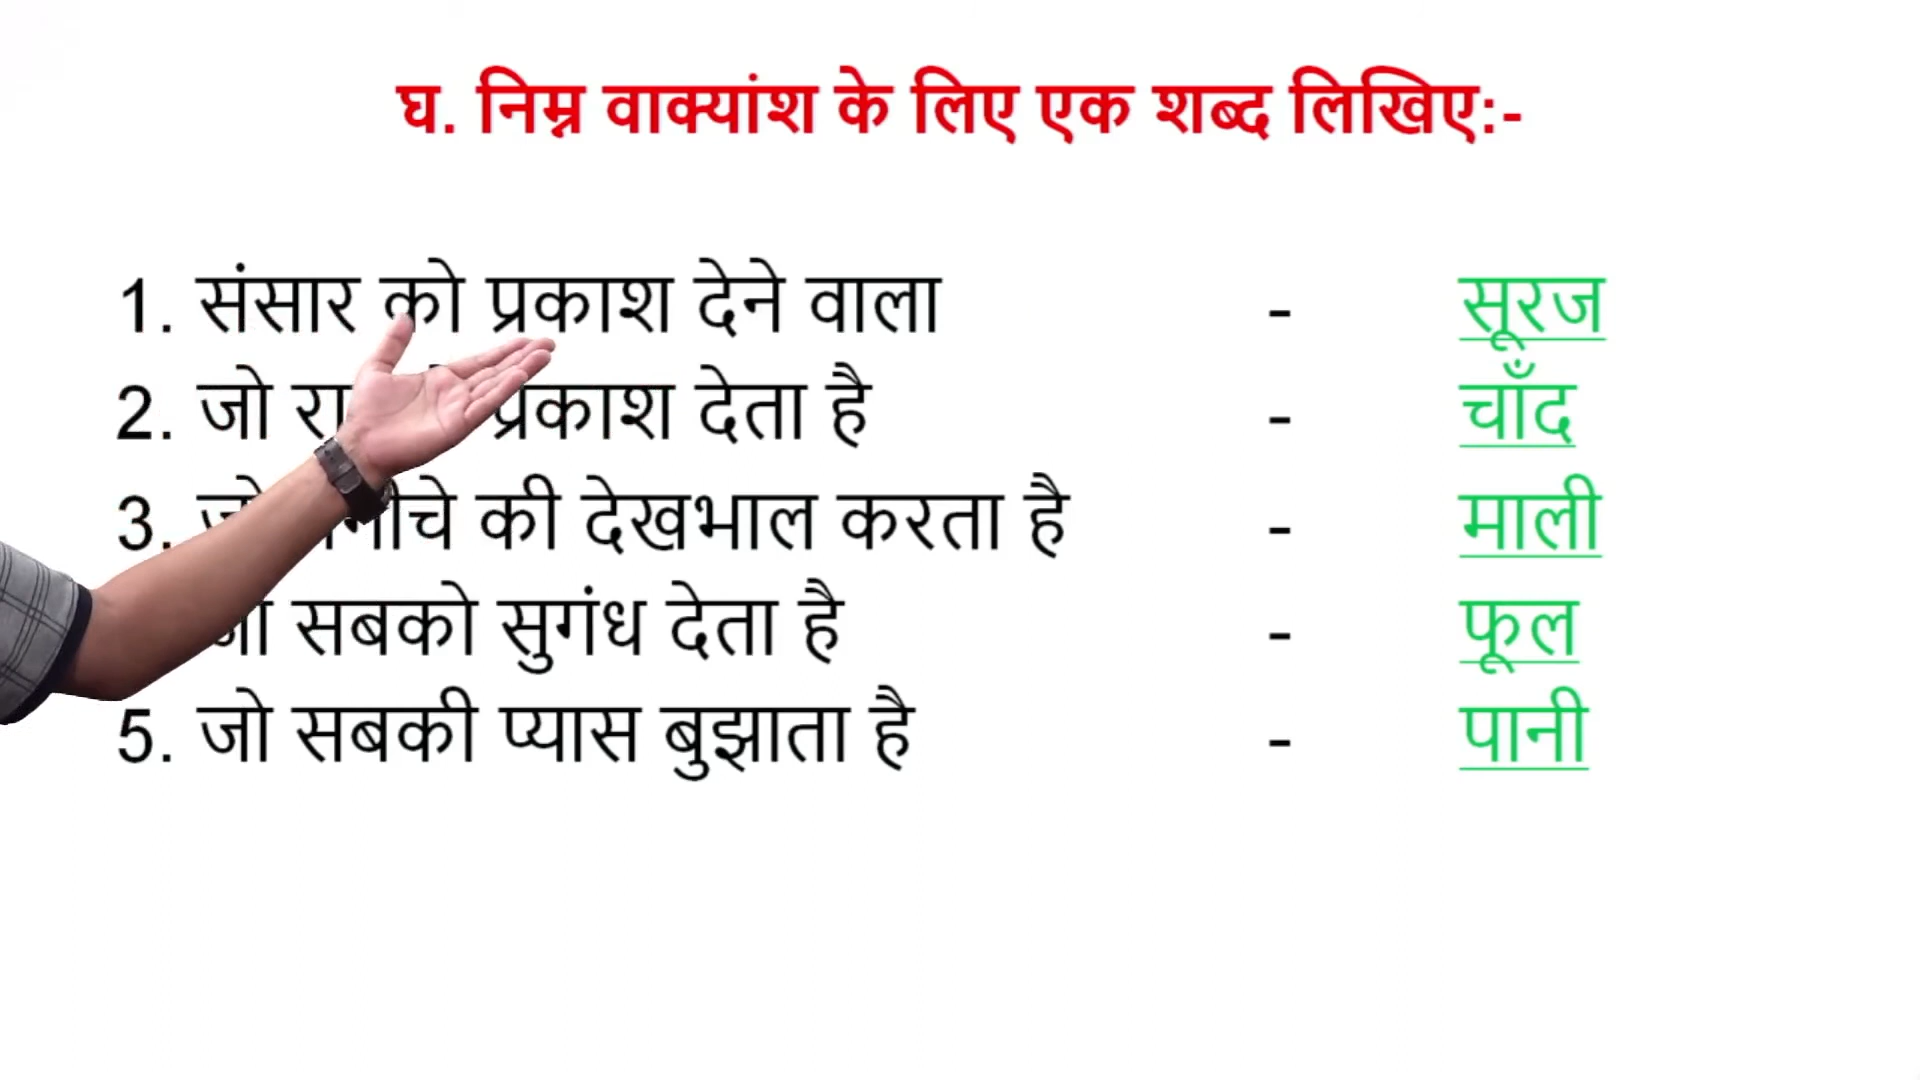 घ. निम्न वाक्यांश के लिए एक शब्द लिखिए:-
1. संसार को प्रकाश देने वाला - सूरज
2. जो प्रकाश देता है - चाँद
3. की देखभाल करता है - माली
सबको सुगंध देता है - फूल
5. जो सबकी प्यास बुझाता है - पानी